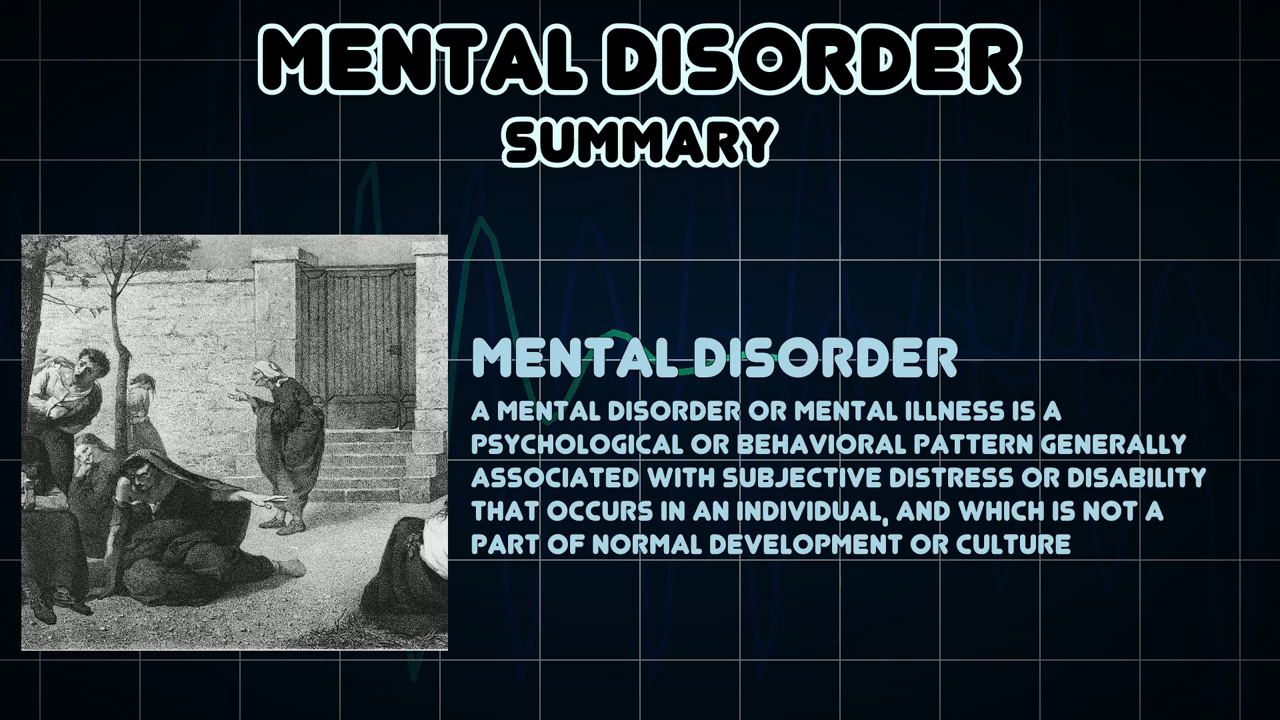 MENTAL DISORDER
SUMMARY
MENTAL DISORDER
A MENTAL DISORDER OR MENTAL ILLNESS IS A
PSYCHOLOGICAL OR BEHAVIORAL PATTERN GENERALLY
ASSOCIATED WITH SUBJECTIVE DISTRESS OR DISABILITY
THAT OCCURS IN AN INDIVIDUAL, AND WHICH IS NOT A
PART OF NORMAL DEVELOPMENT OR CULTURE